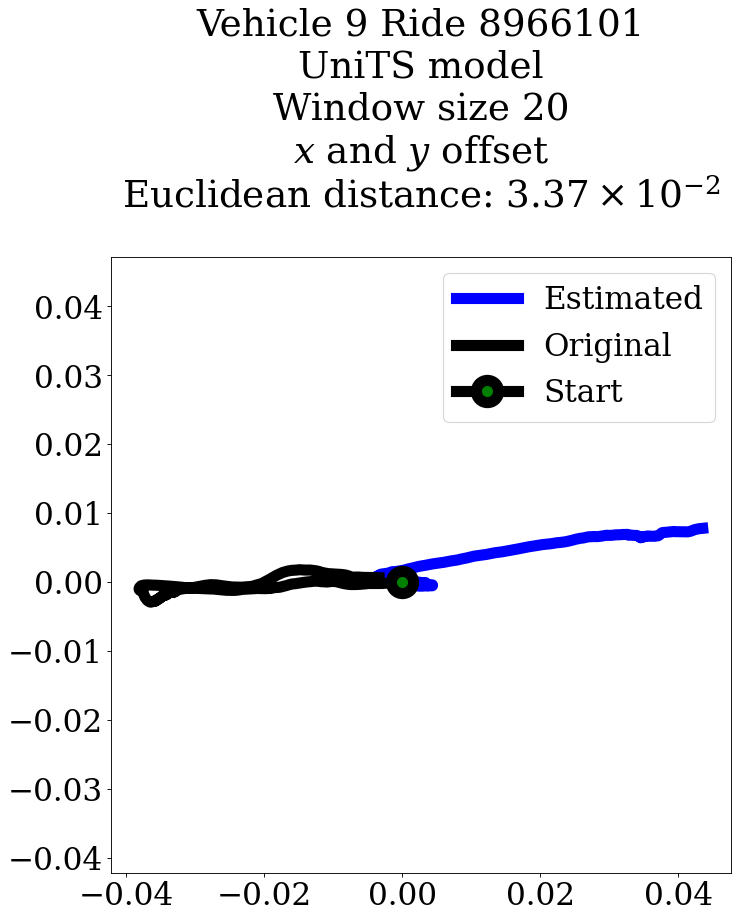 Vehicle 9 Ride 8966101
UniTS model
Window size 20
x and y offset
Euclidean distance: 3.37 × 10⁻²
Estimated
Original
Start
0.04
0.03
0.02
0.01
0.00
−0.01
−0.02
−0.03
−0.04
−0.04 −0.02 0.00 0.02 0.04